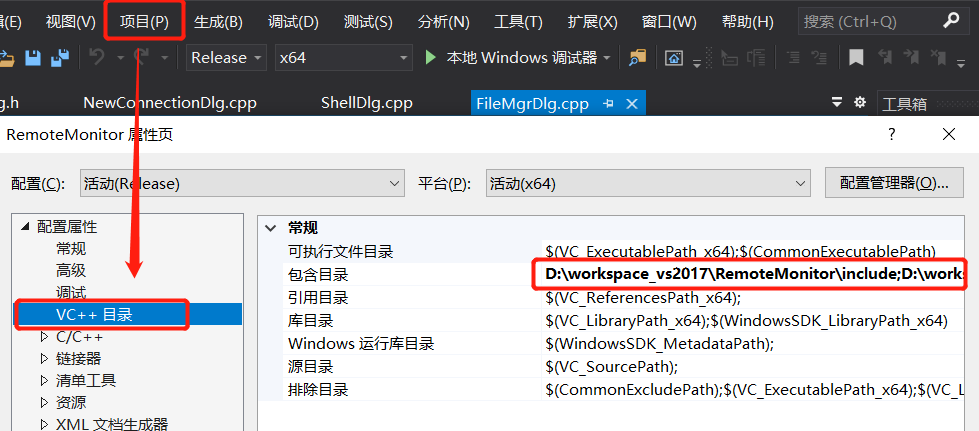 辑(E) 视图(V) 项目(P) 生成(B) 调试(D) 测试(S) 分析(N) 工具(T) 扩展(X) 窗口(W) 帮助(H) 搜索 (Ctrl+Q)
Release x64 本地 Windows 调试器
g.h NewConnectionDlg.cpp ShellDlg.cpp FileMgrDlg.cpp 工具箱
RemoteMonitor 属性页 ?
配置(C): 活动(Release) 平台(P): 活动(x64) 配置管理器(O)...
配置属性
常规
高级
调试
VC++ 目录
C/C++
链接器
清单工具
资源
XML 文档生成器
常规
可执行文件目录 $(VC_ExecutablePath_x64);$(CommonExecutablePath)
包含目录 D:\workspace_vs2017\RemoteMonitor\include;D:\works
引用目录 $(VC_ReferencesPath_x64);
库目录 $(VC_LibraryPath_x64);$(WindowsSDK_LibraryPath_x64)
Windows 运行库目录 $(WindowsSDK_MetadataPath);
源目录 $(VC_SourcePath);
排除目录 $(CommonExcludePath);$(VC_ExecutablePath_x64);$(VC_L